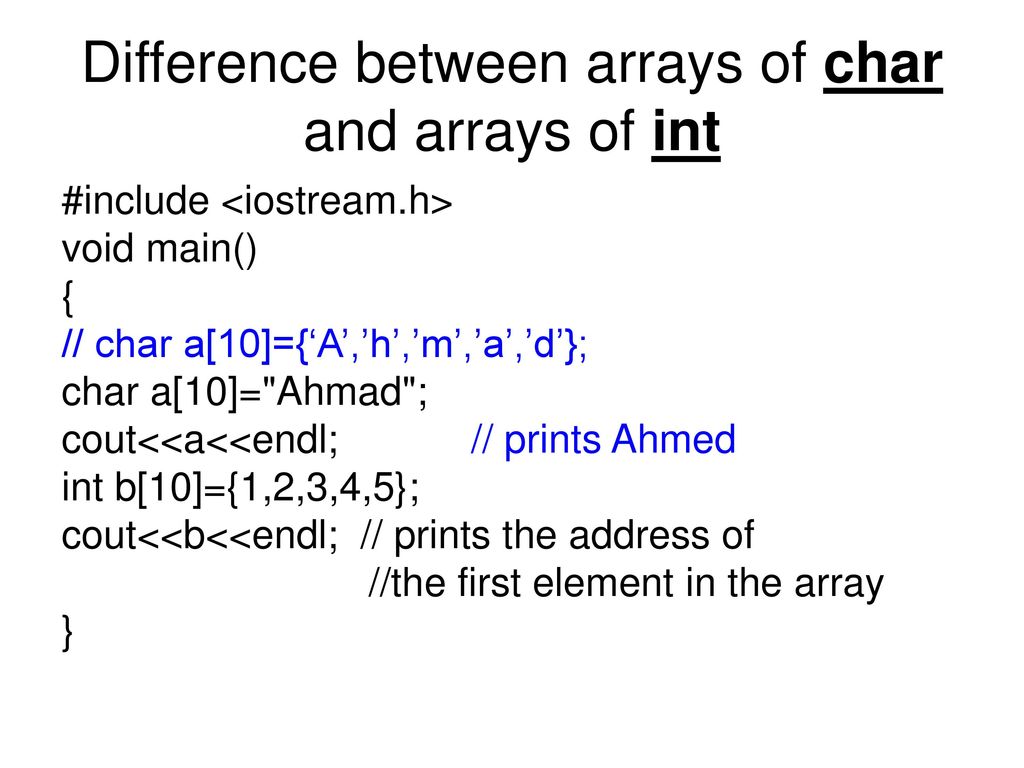 Difference between arrays of char
and arrays of int
#include <iostream.h>
void main()
{
// char a[10]={‘A’,’h’,’m’,’a’,’d’};
char a[10]="Ahmad";
cout<<a<<endl; // prints Ahmed
int b[10]={1,2,3,4,5};
cout<<b<<endl; // prints the address of
//the first element in the array
}